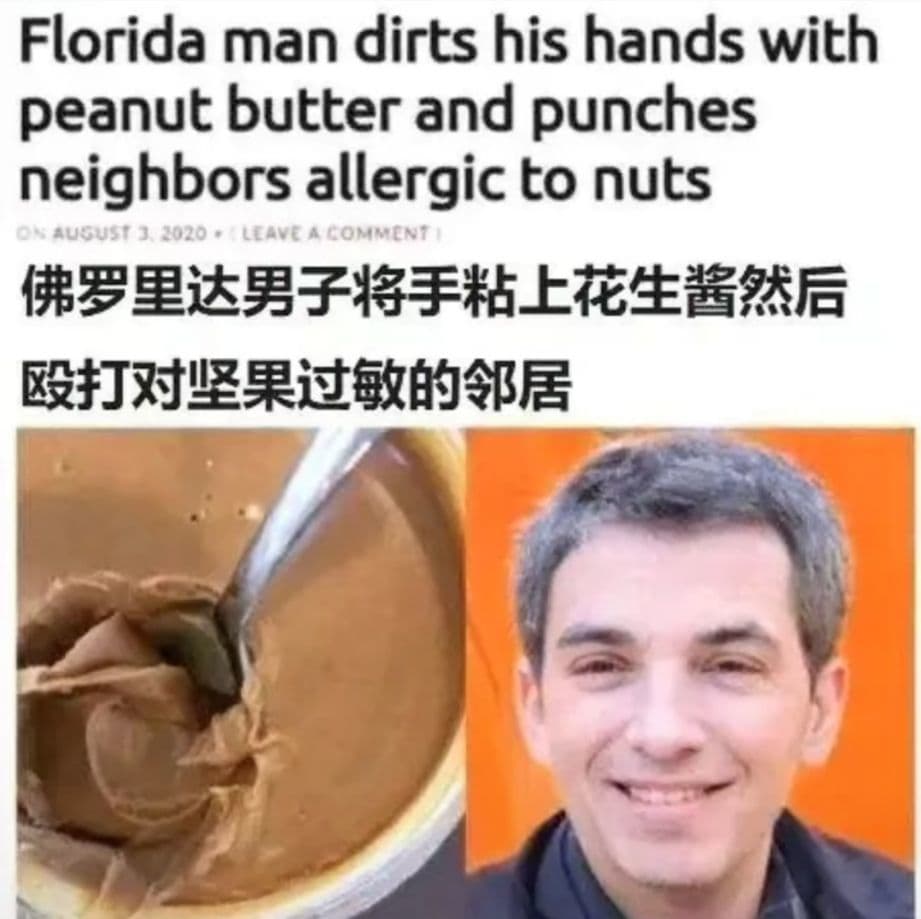 Florida man dirts his hands with
peanut butter and punches
neighbors allergic to nuts
ON AUGUST 3, 2020 • ( LEAVE A COMMENT )
佛罗里达男子将手粘上花生酱然后
殴打对坚果过敏的邻居